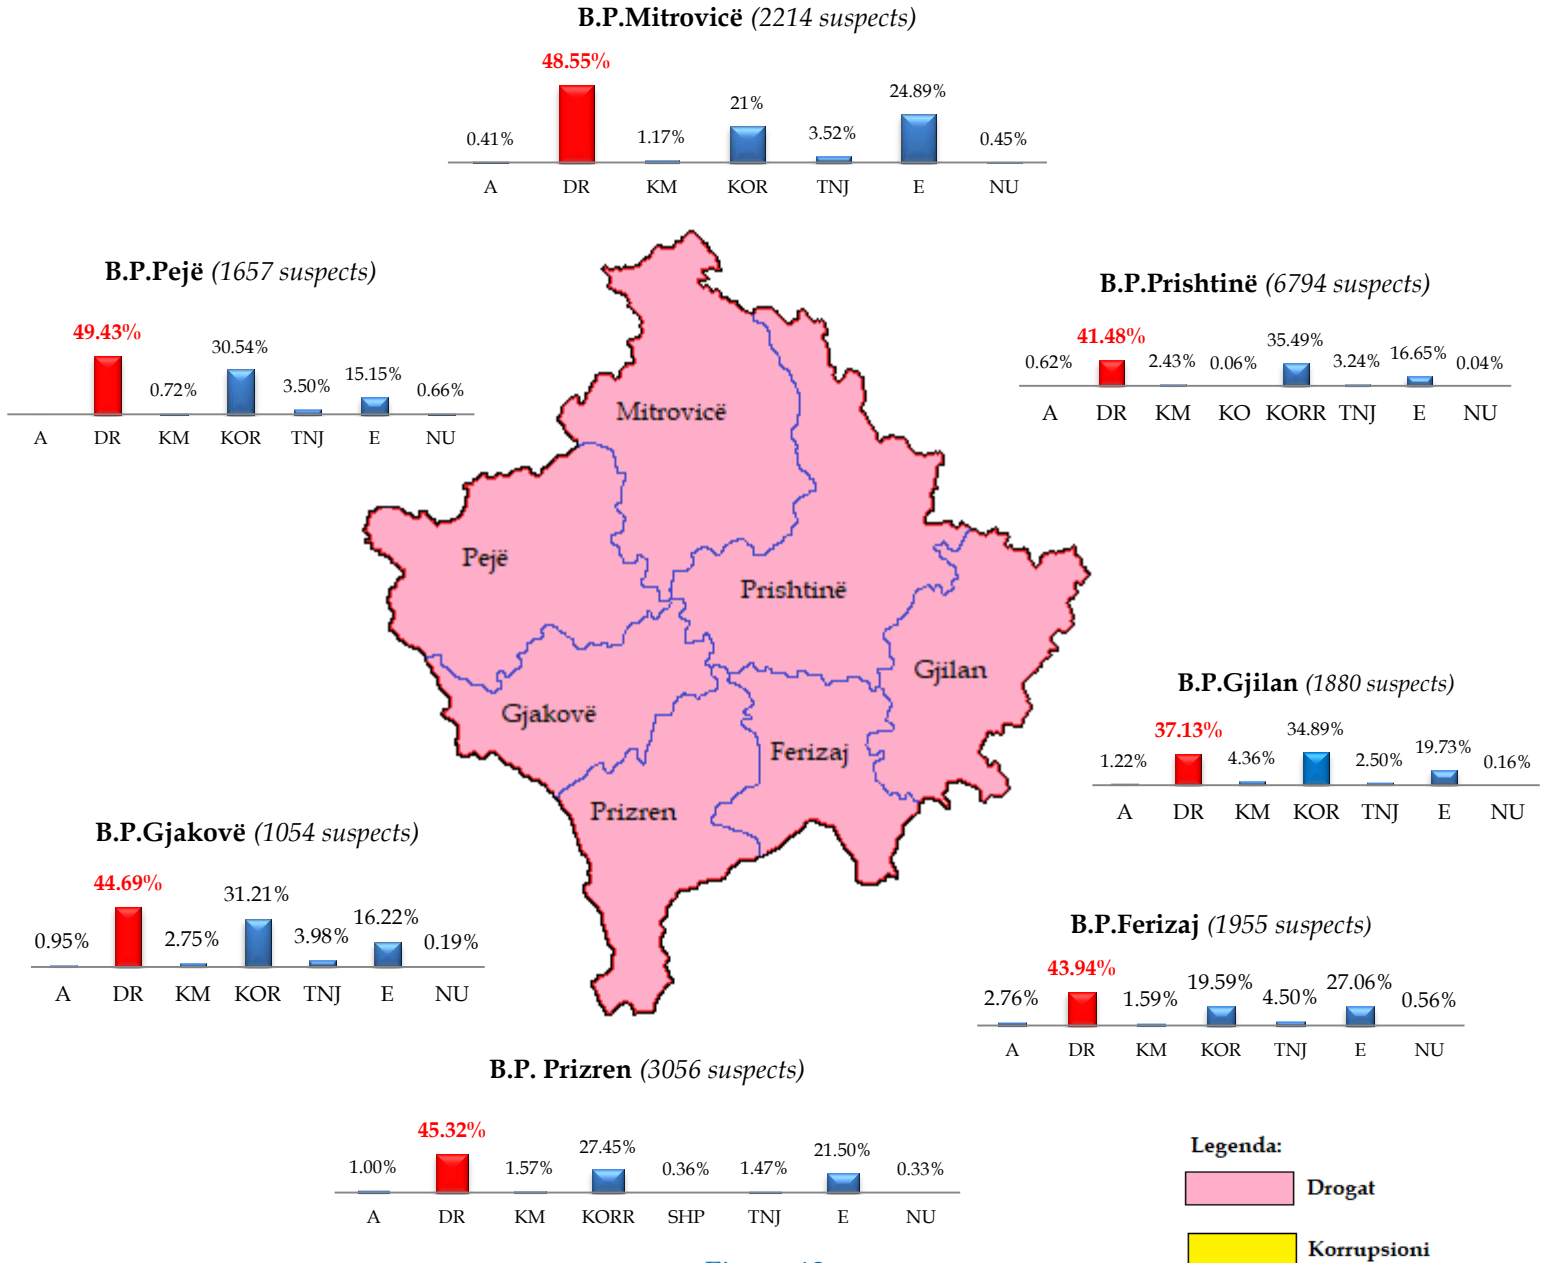 B.P.Mitrovicë (2214 suspects)
48.55%
0.41% 1.17% 21% 3.52% 24.89% 0.45%
A DR KM KOR TNJ E NU
B.P.Pejë (1657 suspects)
49.43%
0.72% 30.54% 3.50% 15.15% 0.66%
A DR KM KOR TNJ E NU
B.P.Prishtinë (6794 suspects)
41.48%
0.62% 2.43% 0.06% 35.49% 3.24% 16.65% 0.04%
A DR KM KO KORR TNJ E NU
Mitrovicë
Pejë
Prishtinë
Gjilan
Gjakovë
Ferizaj
Prizren
B.P.Gjilan (1880 suspects)
37.13%
1.22% 4.36% 34.89% 2.50% 19.73% 0.16%
A DR KM KOR TNJ E NU
B.P.Gjakovë (1054 suspects)
44.69%
0.95% 2.75% 31.21% 3.98% 16.22% 0.19%
A DR KM KOR TNJ E NU
B.P.Ferizaj (1955 suspects)
43.94%
2.76% 1.59% 19.59% 4.50% 27.06% 0.56%
A DR KM KOR TNJ E NU
B.P. Prizren (3056 suspects)
45.32%
1.00% 1.57% 27.45% 0.36% 1.47% 21.50% 0.33%
A DR KM KORR SHP TNJ E NU
Legenda:
Drogat
Korrupsioni